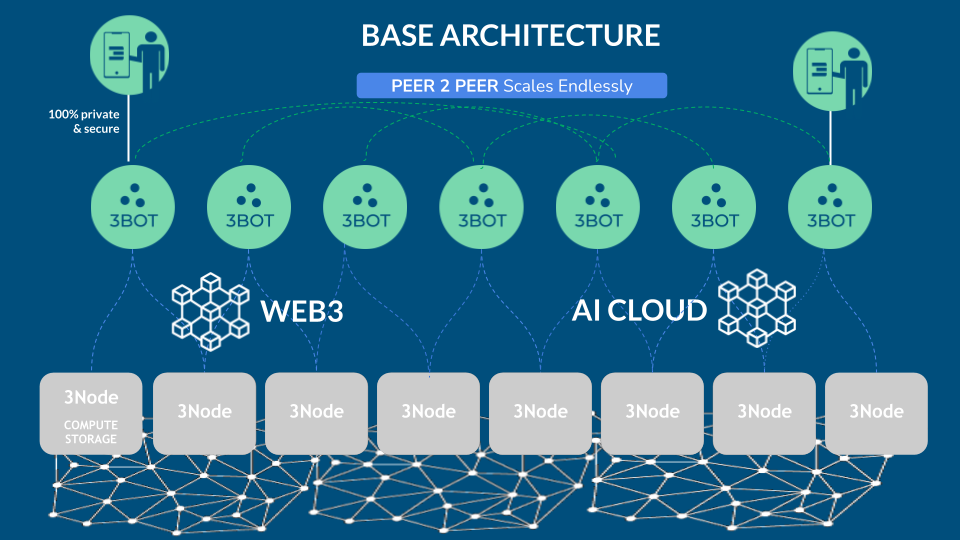 BASE ARCHITECTURE
PEER 2 PEER Scales Endlessly
100% private
& secure
3BOT
3BOT
3BOT
3BOT
3BOT
3BOT
3BOT
WEB3
AI CLOUD
3Node
COMPUTE
STORAGE
3Node
3Node
3Node
3Node
3Node
3Node
3Node